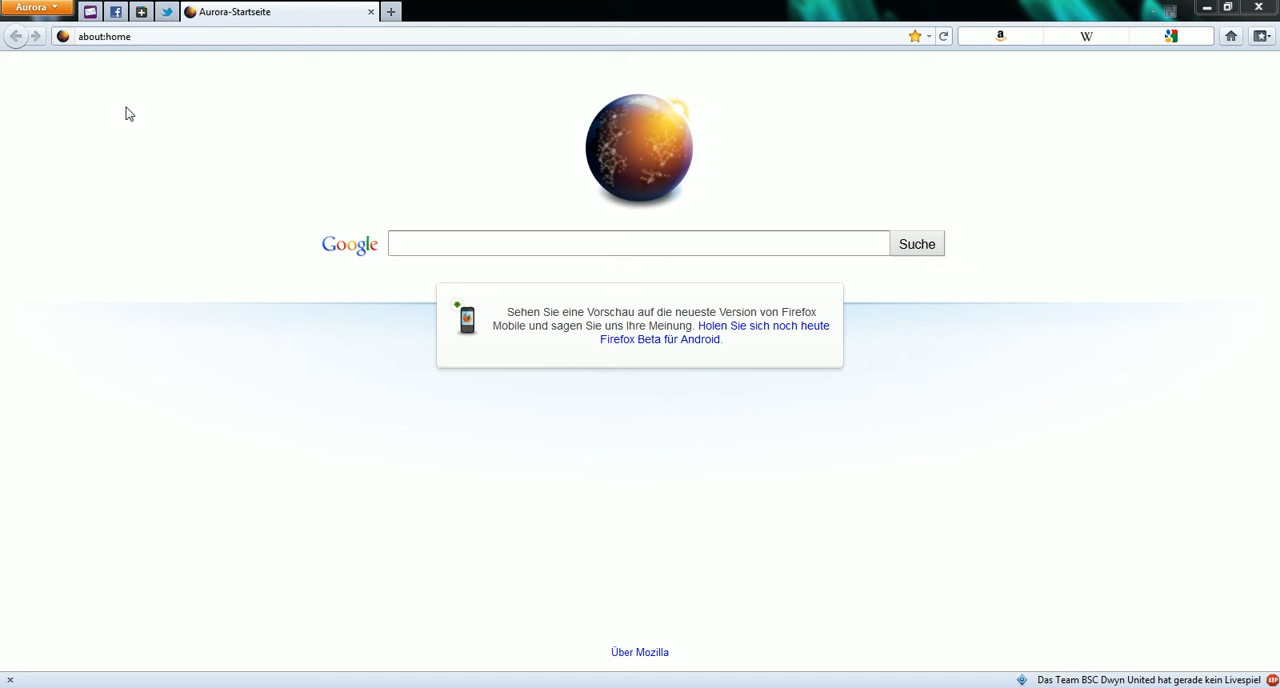 Aurora
Aurora-Startseite
about:home
a
W
Google
Suche
Sehen Sie eine Vorschau auf die neueste Version von Firefox
Mobile und sagen Sie uns Ihre Meinung. Holen Sie sich noch heute
Firefox Beta für Android.
Über Mozilla
Das Team BSC Dwyn United hat gerade kein Livespiel
ABP